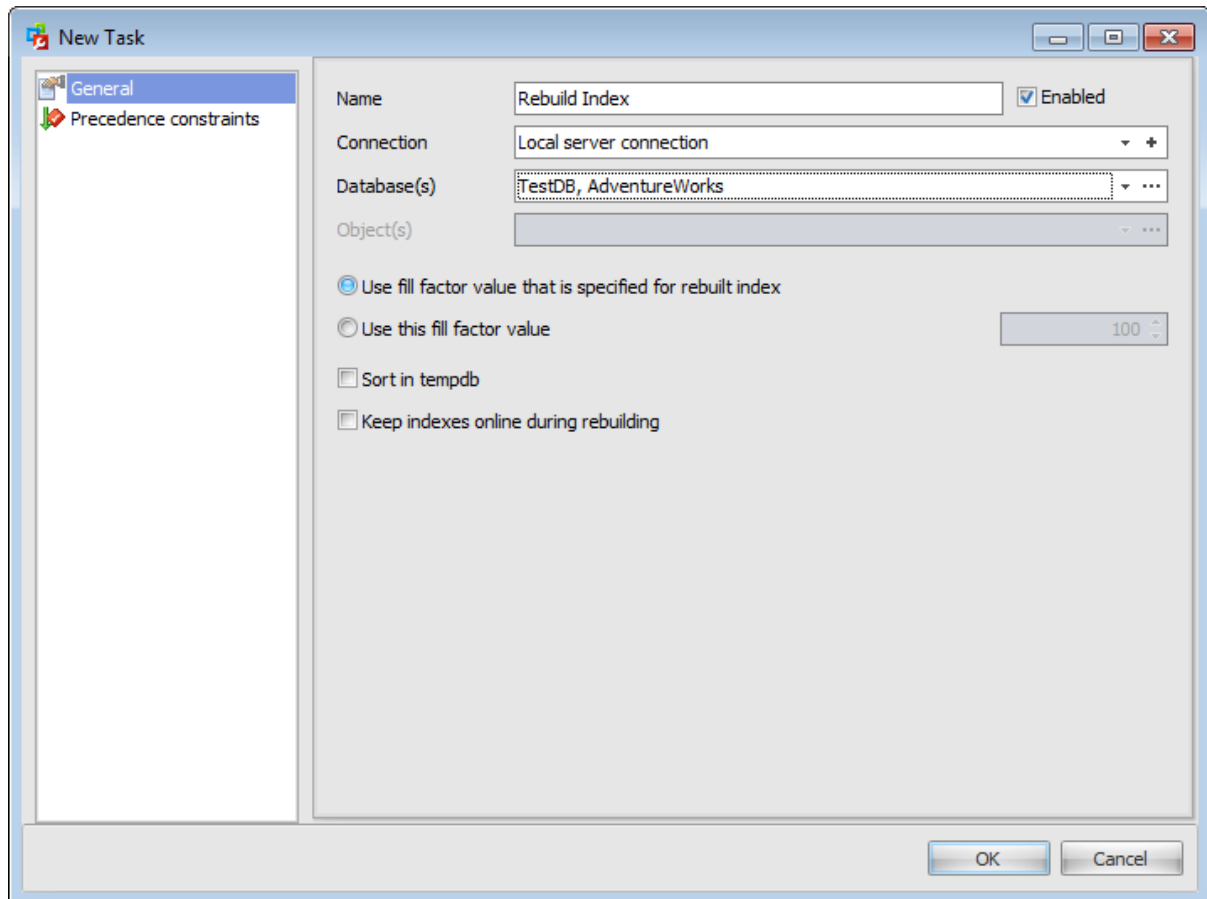 New Task
General
Precedence constraints
Name Rebuild Index Enabled
Connection Local server connection
Database(s) TestDB, AdventureWorks
Object(s)
Use fill factor value that is specified for rebuilt index
Use this fill factor value 100
Sort in tempdb
Keep indexes online during rebuilding
OK Cancel